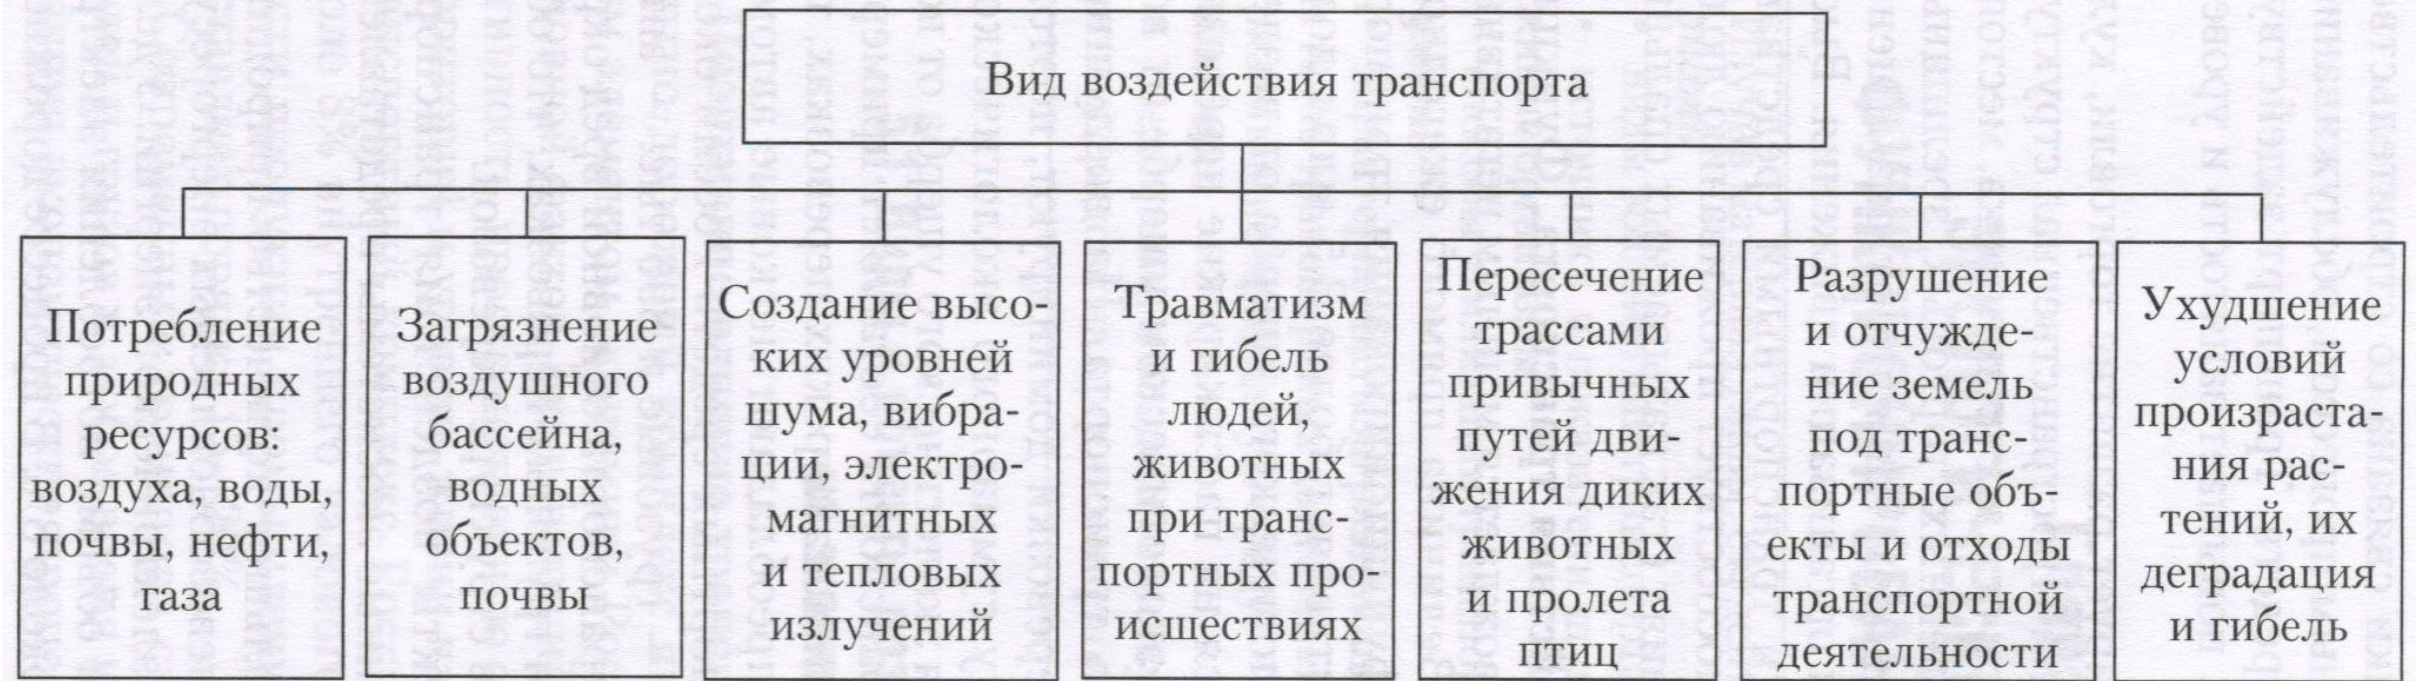 Вид воздействия транспорта
Потребление
природных
ресурсов:
воздуха, воды,
почвы, нефти,
газа
Загрязнение
воздушного
бассейна,
водных
объектов,
почвы
Создание высо-
ких уровней
шума, вибра-
ции, электро-
магнитных
и тепловых
излучений
Травматизм
и гибель
людей,
животных
при транс-
портных про-
исшествиях
Пересечение
трассами
привычных
путей дви-
жения диких
животных
и пролета
птиц
Разрушение
и отчужде-
ние земель
под транс-
портные объ-
екты и отходы
транспортной
деятельности
Ухудшение
условий
произраста-
ния рас-
тений, их
деградация
и гибель